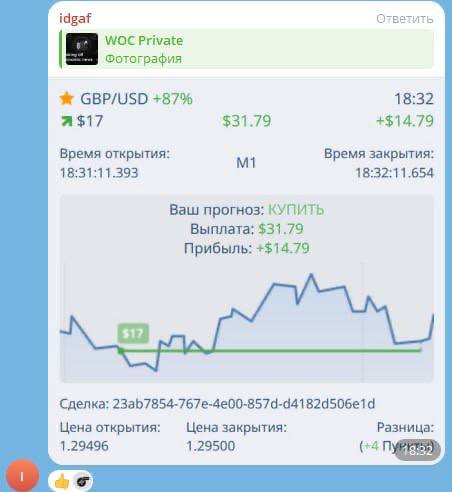 idgaf Ответить
WOC Private
Фотография
GBP/USD +87% 18:32
$17 $31.79 +$14.79
Время открытия: M1 Время закрытия:
18:31:11.393 18:32:11.654
Ваш прогноз: КУПИТЬ
Выплата: $31.79
Прибыль: +$14.79
$17
Сделка: 23ab7854-767e-4e00-857d-d4182d506e1d
Цена открытия: Цена закрытия: Разница:
1.29496 1.29500 (+4 Пункты)
18:32
I